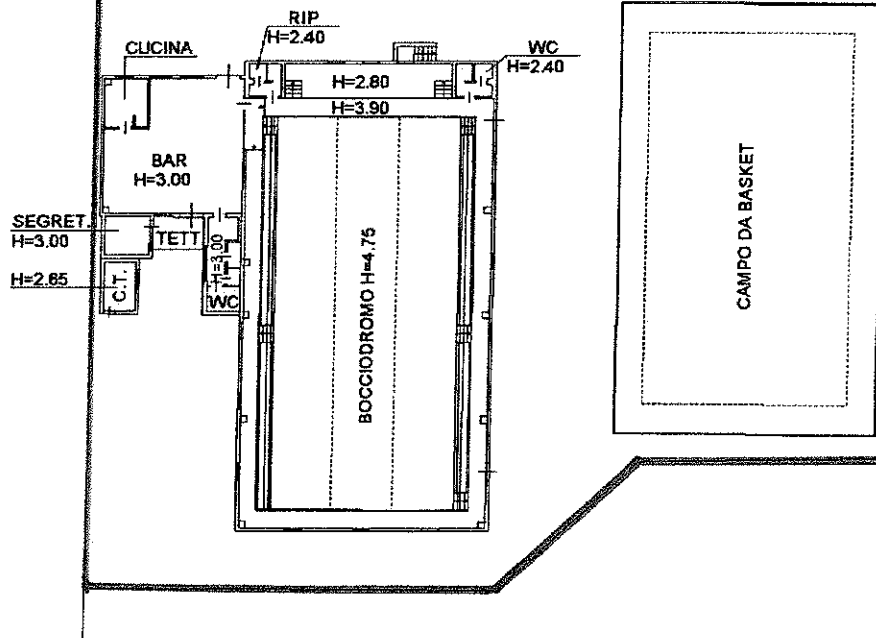 RIP
H=2.40
CUCINA
WC
H=2.40
H=2.80
H=3.90
BAR
H=3.00
SEGRET.
H=3.00
TETT
H=3.00
H=2.65
C.T.
WC
BOCCIODROMO H=4.75
CAMPO DA BASKET